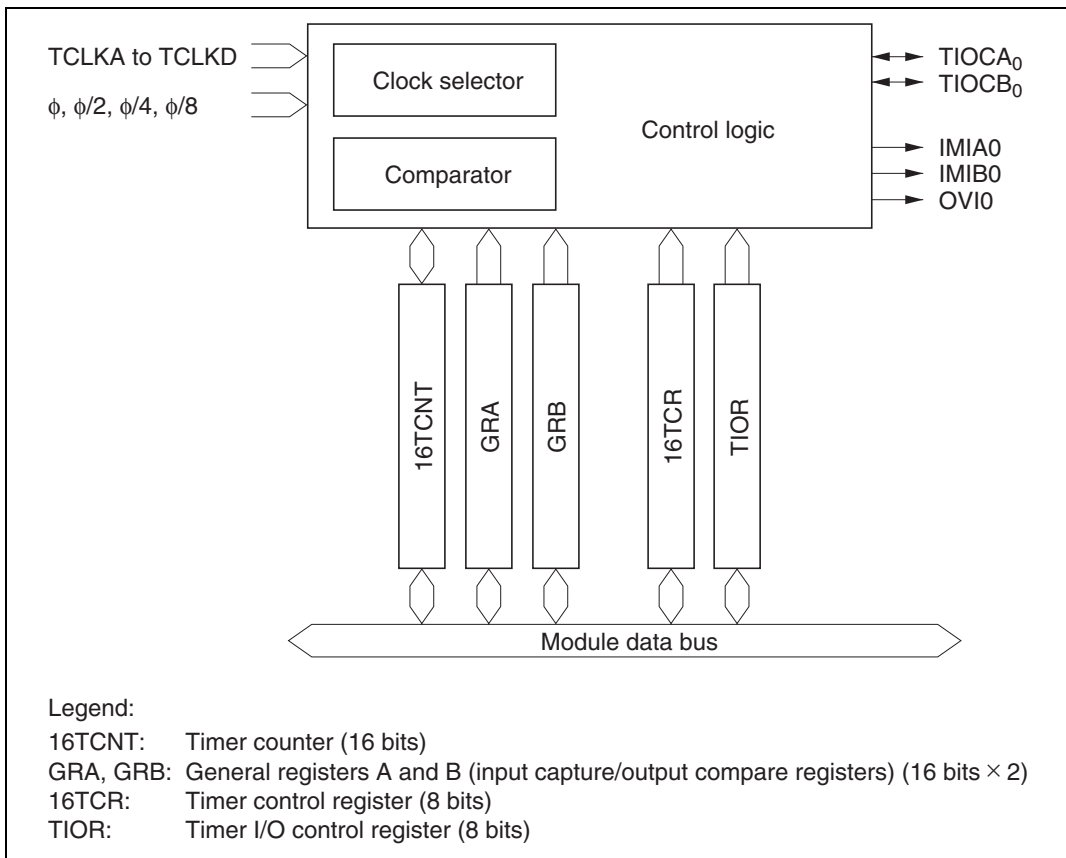 TCLKA to TCLKD
ϕ, ϕ/2, ϕ/4, ϕ/8
Clock selector
Comparator
Control logic
TIOCA0
TIOCB0
IMIA0
IMIB0
OVI0
16TCNT
GRA
GRB
16TCR
TIOR
Module data bus
Legend:
16TCNT: Timer counter (16 bits)
GRA, GRB: General registers A and B (input capture/output compare registers) (16 bits × 2)
16TCR: Timer control register (8 bits)
TIOR: Timer I/O control register (8 bits)